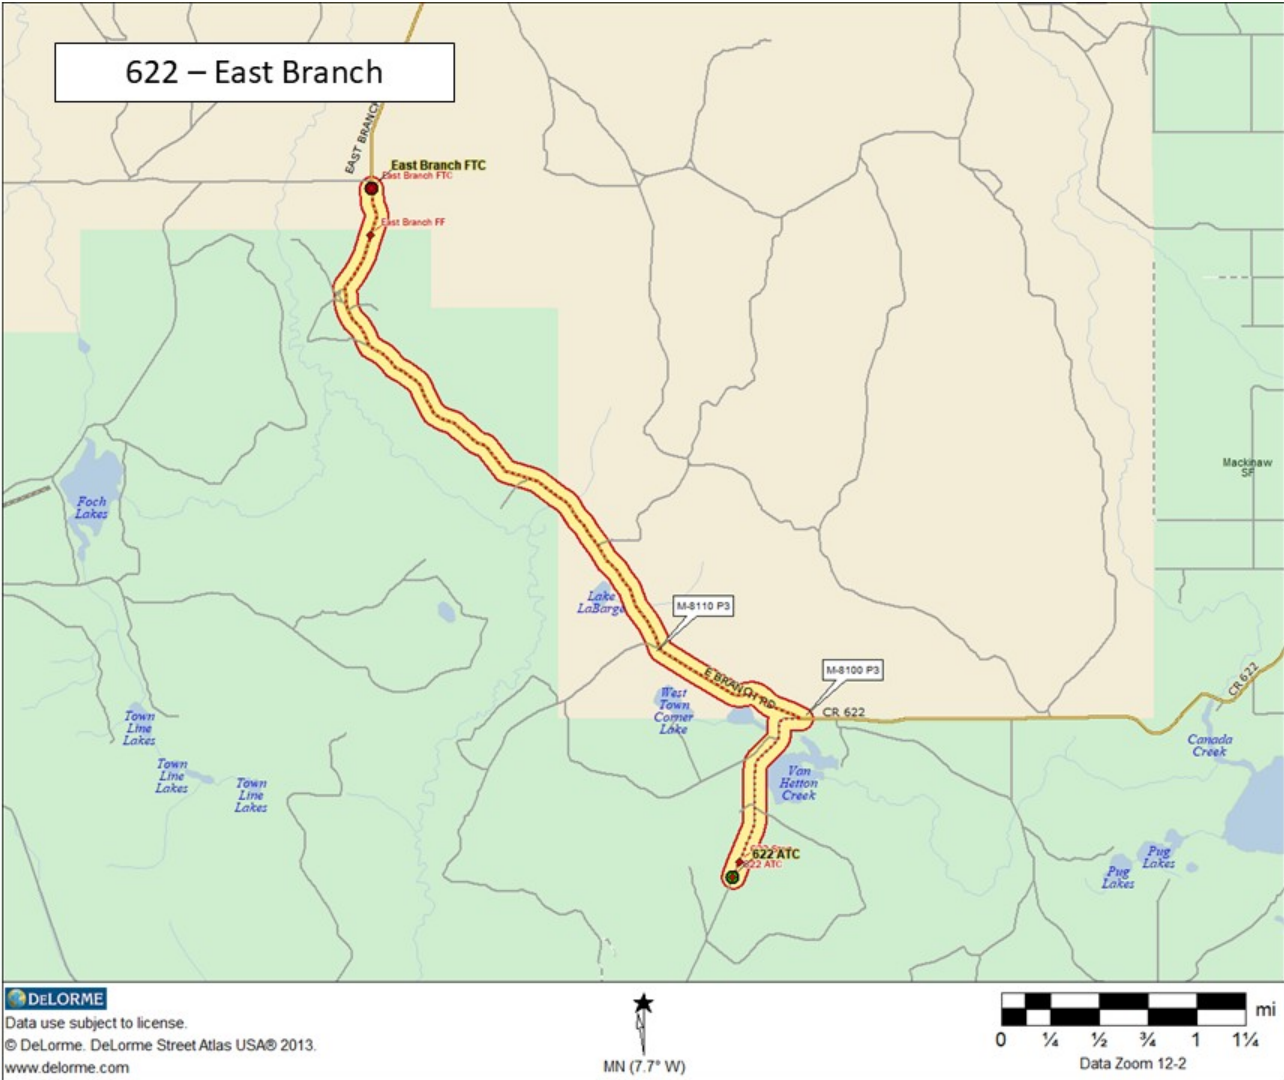 622 – East Branch
EAST BRANCH
East Branch FTC
East Branch FTC
East Branch FF
Mackinaw
SF
Foch
Lakes
Lake
LaBarge
M-8110 P3
E BRANCH RD
M-8100 P3
CR 622
CR 622
West
Town
Corner
Lake
Town
Line
Lakes
Town
Line
Lakes
Town
Line
Lakes
Van
Hetton
Creek
Canada
Creek
Pug
Lakes
Pug
Lakes
622 ATC
622 ATC
DELORME
Data use subject to license.
© DeLorme. DeLorme Street Atlas USA® 2013.
www.delorme.com
MN (7.7° W)
mi
0 ¼ ½ ¾ 1 1¼
Data Zoom 12-2